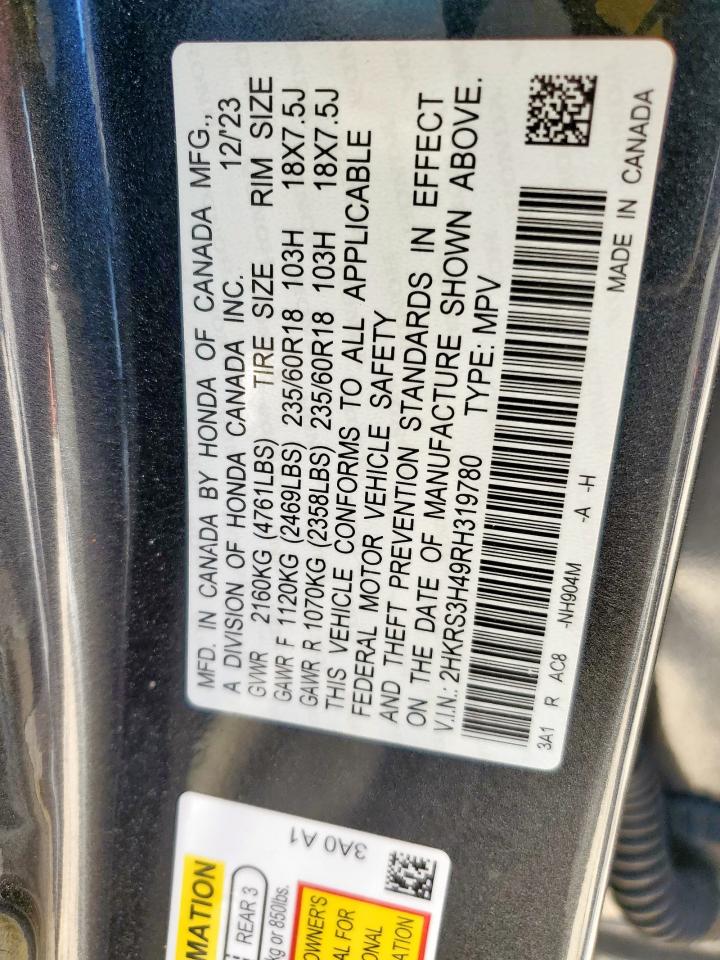 MFD. IN CANADA BY HONDA OF CANADA MFG.,
A DIVISION OF HONDA CANADA INC. 12/'23
GVWR 2160KG (4761LBS) TIRE SIZE RIM SIZE
GAWR F 1120KG (2469LBS) 235/60R18 103H 18X7.5J
GAWR R 1070KG (2358LBS) 235/60R18 103H 18X7.5J
THIS VEHICLE CONFORMS TO ALL APPLICABLE
FEDERAL MOTOR VEHICLE SAFETY
AND THEFT PREVENTION STANDARDS IN EFFECT
ON THE DATE OF MANUFACTURE SHOWN ABOVE.
V.I.N.: 2HKRS3H49RH319780 TYPE: MPV
3A1 R AC8 -NH904M -A -H
MADE IN CANADA
3A0 A1
MATION
REAR 3
kg or 850lbs.
OWNER'S
AL FOR
ONAL
ATION